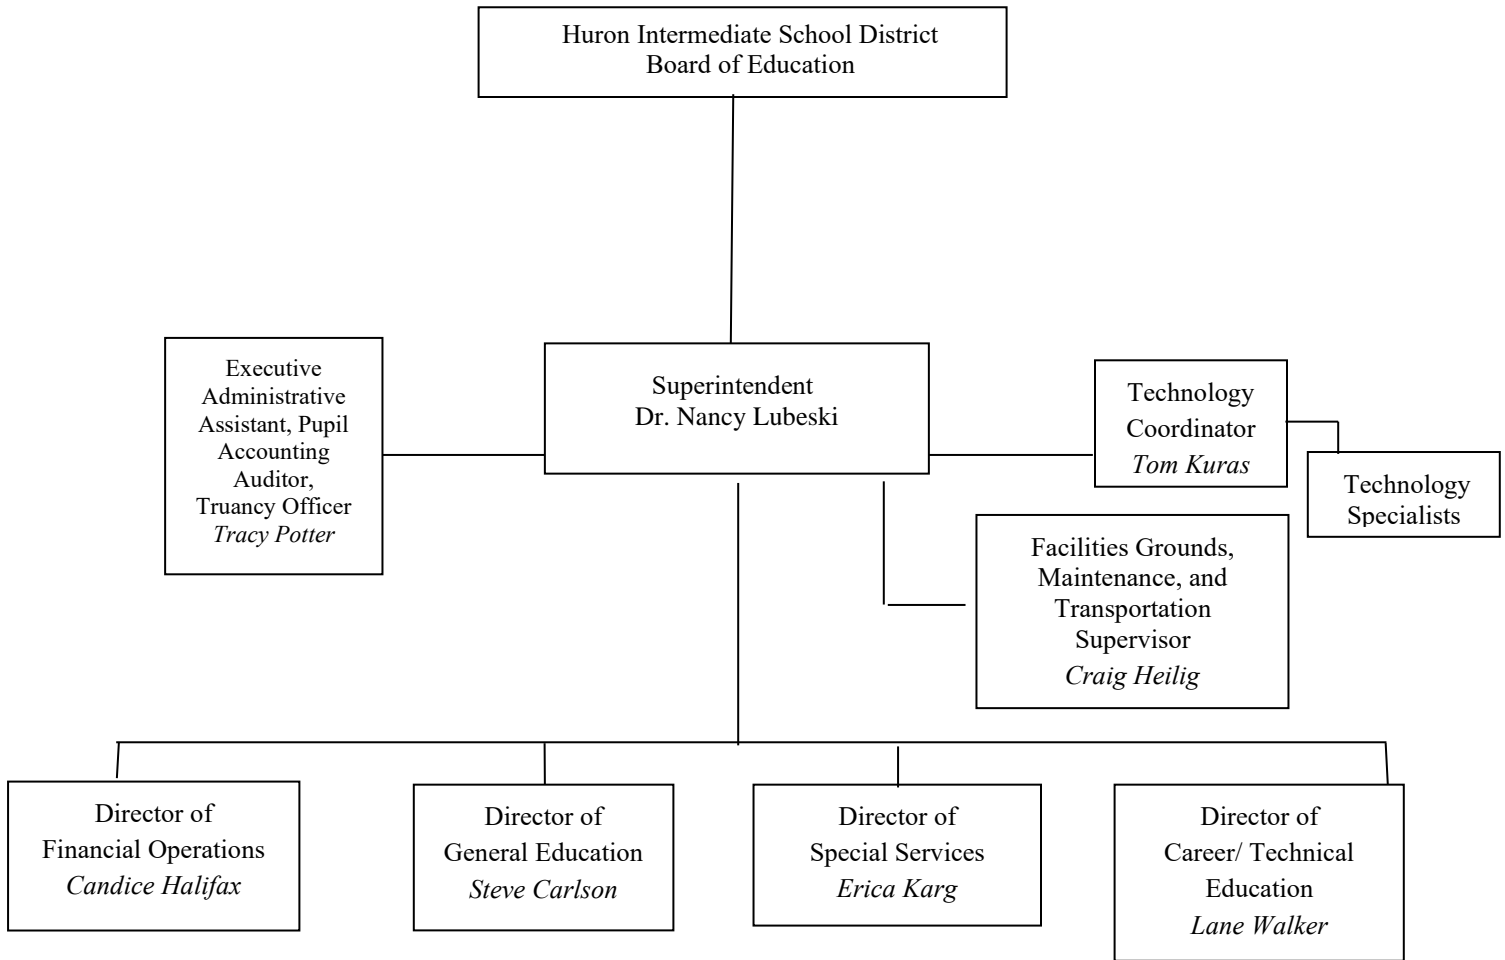 Huron Intermediate School District
Board of Education
Executive
Administrative
Assistant, Pupil
Accounting
Auditor,
Truancy Officer
Tracy Potter
Superintendent
Dr. Nancy Lubeski
Technology
Coordinator
Tom Kuras
Technology
Specialists
Facilities Grounds,
Maintenance, and
Transportation
Supervisor
Craig Heilig
Director of
Financial Operations
Candice Halifax
Director of
General Education
Steve Carlson
Director of
Special Services
Erica Karg
Director of
Career/ Technical
Education
Lane Walker